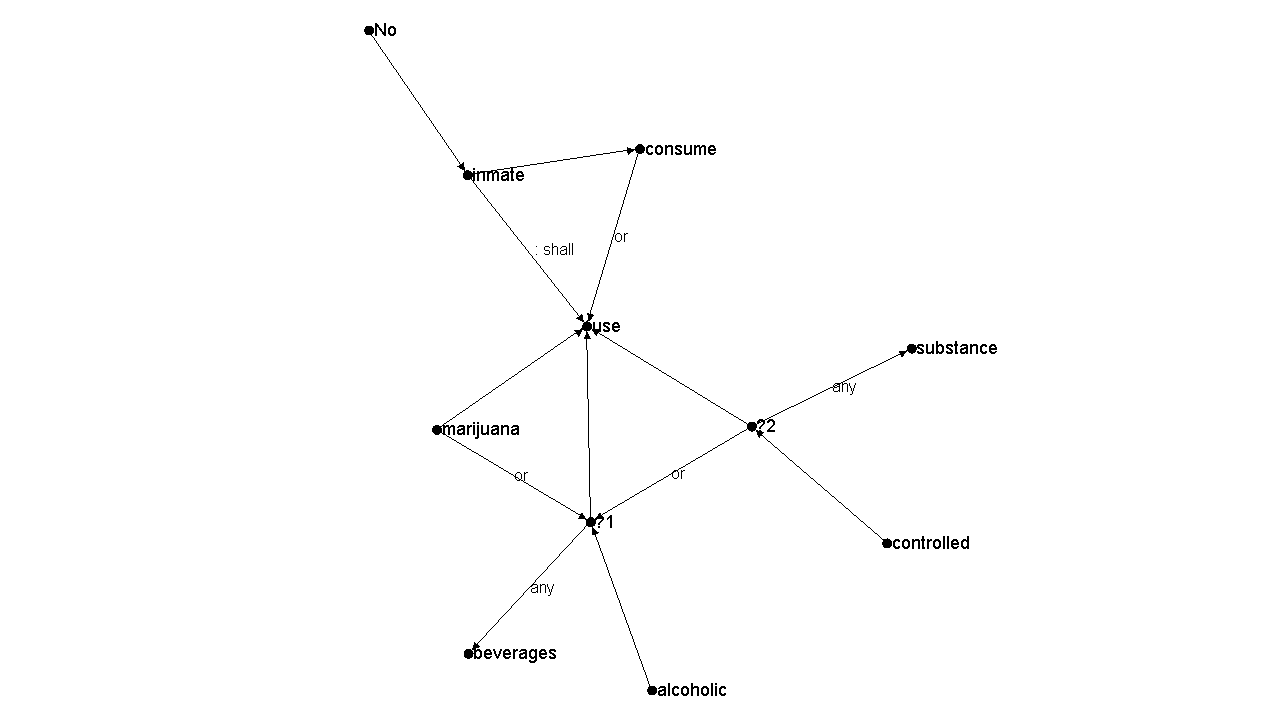 No
consume
inmate
or
: shall
use
substance
any
?2
marijuana
or
or
?1
controlled
any
beverages
alcoholic